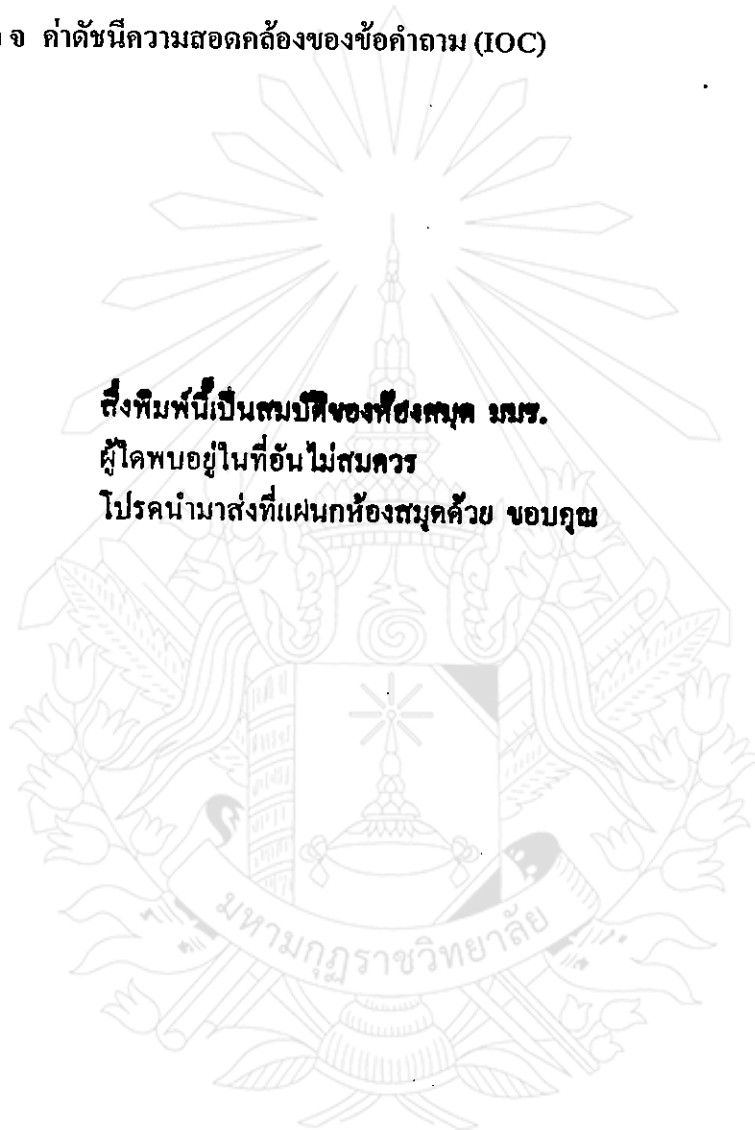 จ ค่าดัชนีความสอดคล้องของข้อคำถาม (IOC)
สิ่งพิมพ์นี้เป็นสมบัติของห้องสมุด มมร.
ผู้ใดพบอยู่ในที่อันไม่สมควร
โปรดนำมาส่งที่แผนกห้องสมุดด้วย ขอบคุณ
มหามกุฏราชวิทยาลัย